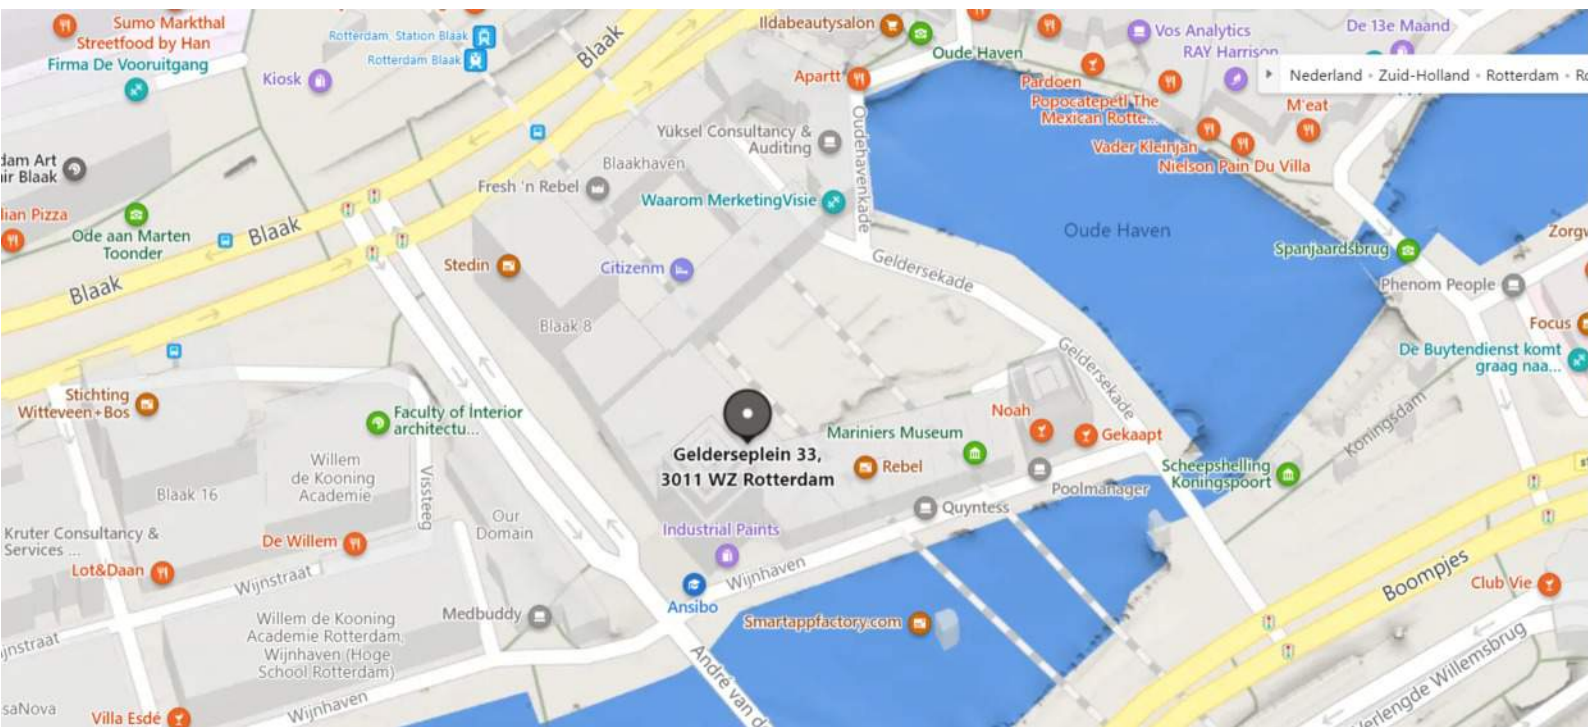 Sumo Markthal
Streetfood by Han
Firma De Vooruitgang
Kiosk
Rotterdam, Station Blaak
Rotterdam Blaak
Blaak
Ildabeautysalon
Oude Haven
Apartt
Vos Analytics
RAY Harrison
De 13e Maand
Nederland • Zuid-Holland • Rotterdam • Ro
Pardoen
Popocatepetl The
Mexican Rotte...
M'eat
Vader Kleinjan
Nielson Pain Du Villa
Yüksel Consultancy &
Auditing
Oudehavenkade
Blaakhaven
Fresh 'n Rebel
Waarom MerketingVisie
dam Art
ir Blaak
lian Pizza
Ode aan Marten
Toonder
Blaak
Blaak
Stedin
Citizenm
Geldersekade
Oude Haven
Spanjaardsbrug
Zorgv
Phenom People
Focus
De Buytendienst komt
graag naa...
Blaak 8
Geldersekade
Stichting
Witteveen+Bos
Faculty of Interior
architectu...
Noah
Gekaapt
Koningsdam
Mariniers Museum
Gelderseplein 33,
3011 WZ Rotterdam
Rebel
Scheepshelling
Koningspoort
Poolmanager
Willem
de Kooning
Academie
Blaak 16
Vissteeg
Our
Domain
Quyntess
Industrial Paints
Kruter Consultancy &
Services ...
De Willem
Lot&Daan
Wijnstraat
Wijnhaven
Ansibo
Boompjes
Club Vie
Medbuddy
Smartappfactory.com
Willem de Kooning
Academie Rotterdam,
Wijnhaven (Hoge
School Rotterdam)
jnstraat
André van d
Verlengde Willemsbrug
saNova
Villa Esdé
Wijnhaven